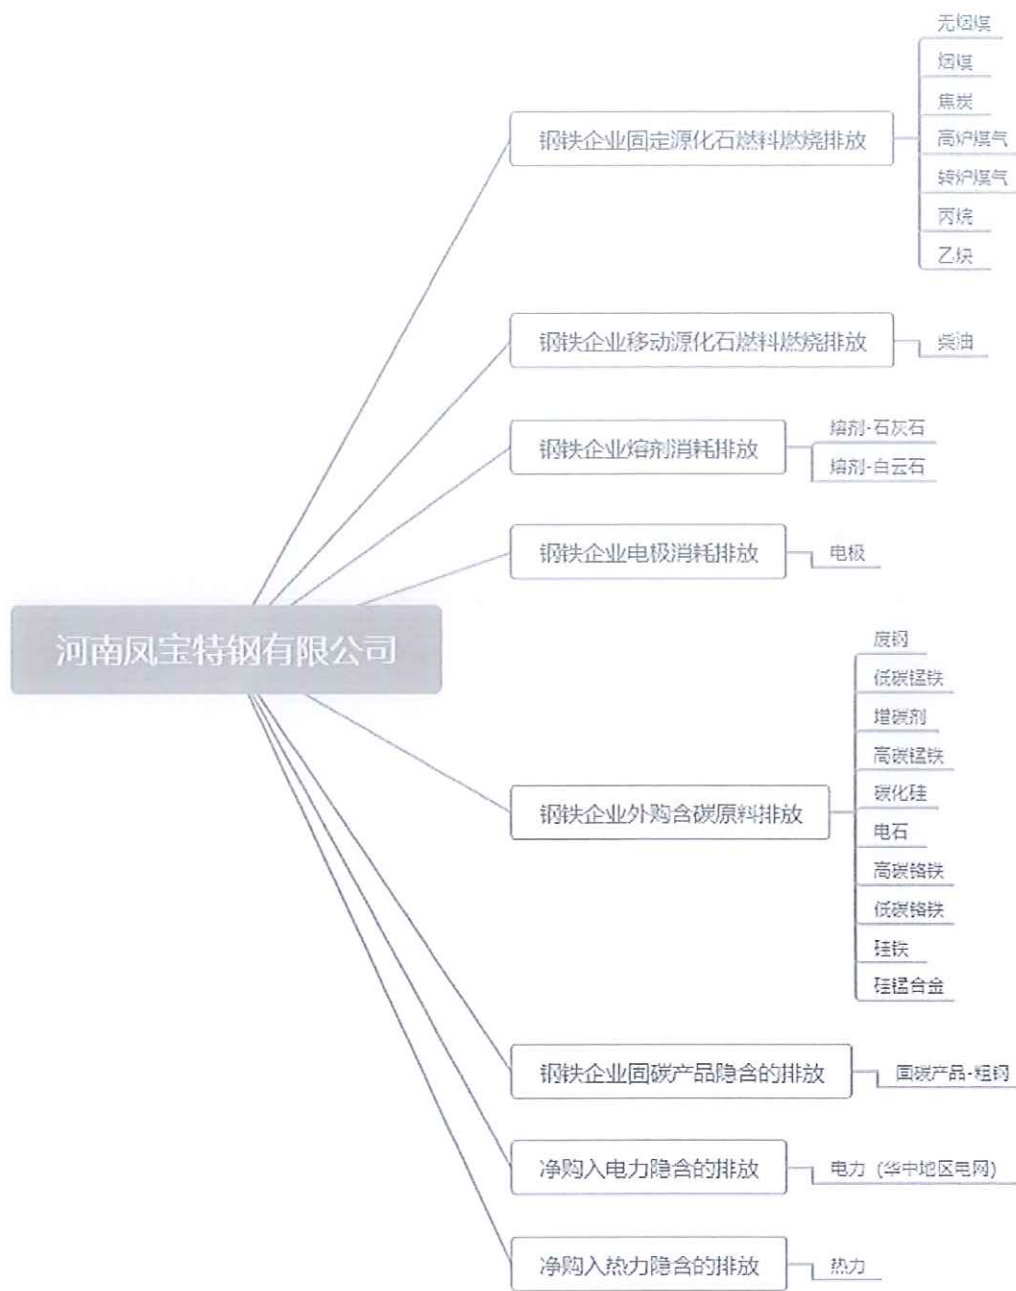 河南凤宝特钢有限公司
钢铁企业固定源化石燃料燃烧排放
无烟煤
烟煤
焦炭
高炉煤气
转炉煤气
丙烷
乙炔
钢铁企业移动源化石燃料燃烧排放
柴油
钢铁企业熔剂消耗排放
熔剂-石灰石
熔剂-白云石
钢铁企业电极消耗排放
电极
钢铁企业外购含碳原料排放
废钢
低碳锰铁
增碳剂
高碳锰铁
碳化硅
电石
高碳铬铁
低碳铬铁
硅铁
硅锰合金
钢铁企业固碳产品隐含的排放
固碳产品-粗钢
净购入电力隐含的排放
电力（华中地区电网）
净购入热力隐含的排放
热力